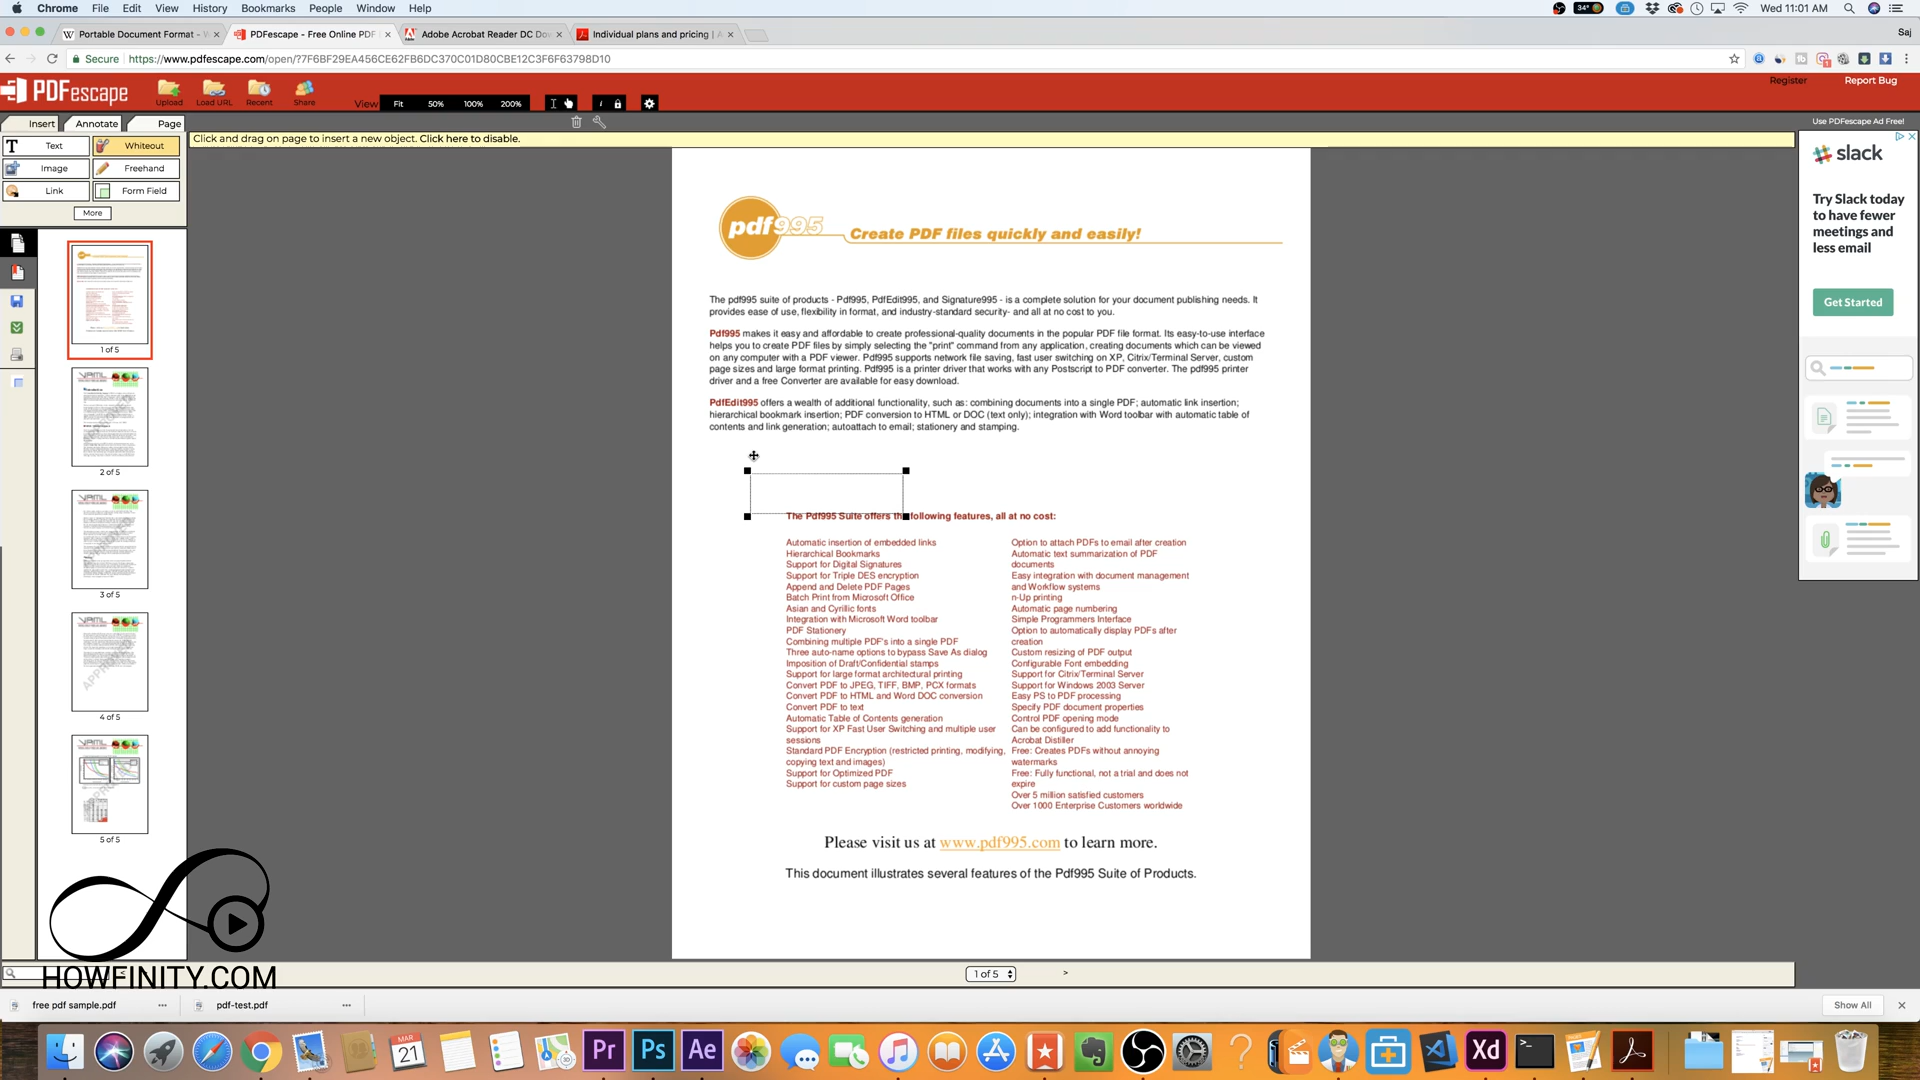 Chrome File Edit View History Bookmarks People Window Help
34° Wed 11:01 AM
Portable Document Format -
PDFescape - Free Online PDF
Adobe Acrobat Reader DC Do
Individual plans and pricing | A
Saj
Secure https://www.pdfescape.com/open/?7F6BF29EA456CE62FB6DC370C01D80CBE12C3F6F63798D10
PDFescape
Upload Load URL Recent Share
View Fit 50% 100% 200%
Register Report Bug
Insert Annotate Page
Use PDFescape Ad Free!
Text Whiteout
Image Freehand
Link Form Field
More
Click and drag on page to insert a new object. Click here to disable.
1 of 5
2 of 5
3 of 5
4 of 5
5 of 5
pdf995
Create PDF files quickly and easily!
The pdf995 suite of products - Pdf995, PdfEdit995, and Signature995 - is a complete solution for your document publishing needs. It
provides ease of use, flexibility in format, and industry-standard security- and all at no cost to you.
Pdf995 makes it easy and affordable to create professional-quality documents in the popular PDF file format. Its easy-to-use interface
helps you to create PDF files by simply selecting the "print" command from any application, creating documents which can be viewed
on any computer with a PDF viewer. Pdf995 supports network file saving, fast user switching on XP, Citrix/Terminal Server, custom
page sizes and large format printing. Pdf995 is a printer driver that works with any Postscript to PDF converter. The pdf995 printer
driver and a free Converter are available for easy download.
PdfEdit995 offers a wealth of additional functionality, such as: combining documents into a single PDF; automatic link insertion;
hierarchical bookmark insertion; PDF conversion to HTML or DOC (text only); integration with Word toolbar with automatic table of
contents and link generation; autoattach to email; stationery and stamping.
The Pdf995 Suite offers the following features, all at no cost:
Automatic insertion of embedded links
Hierarchical Bookmarks
Support for Digital Signatures
Support for Triple DES encryption
Append and Delete PDF Pages
Batch Print from Microsoft Office
Asian and Cyrillic fonts
Integration with Microsoft Word toolbar
PDF Stationery
Combining multiple PDF's into a single PDF
Three auto-name options to bypass Save As dialog
Imposition of Draft/Confidential stamps
Support for large format architectural printing
Convert PDF to JPEG, TIFF, BMP, PCX formats
Convert PDF to HTML and Word DOC conversion
Convert PDF to text
Automatic Table of Contents generation
Support for XP Fast User Switching and multiple user
sessions
Standard PDF Encryption (restricted printing, modifying,
copying text and images)
Support for Optimized PDF
Support for custom page sizes
Option to attach PDFs to email after creation
Automatic text summarization of PDF
documents
Easy integration with document management
and Workflow systems
n-Up printing
Automatic page numbering
Simple Programmers Interface
Option to automatically display PDFs after
creation
Custom resizing of PDF output
Configurable Font embedding
Support for Citrix/Terminal Server
Support for Windows 2003 Server
Easy PS to PDF processing
Specify PDF document properties
Control PDF opening mode
Can be configured to add functionality to
Acrobat Distiller
Free: Creates PDFs without annoying
watermarks
Free: Fully functional, not a trial and does not
expire
Over 5 million satisfied customers
Over 1000 Enterprise Customers worldwide
Please visit us at www.pdf995.com to learn more.
This document illustrates several features of the Pdf995 Suite of Products.
slack
Try Slack today
to have fewer
meetings and
less email
Get Started
HOWFINITY.COM
1 of 5 >
free pdf sample.pdf
pdf-test.pdf
Show All
MAR
21
Pr Ps Ae Xd